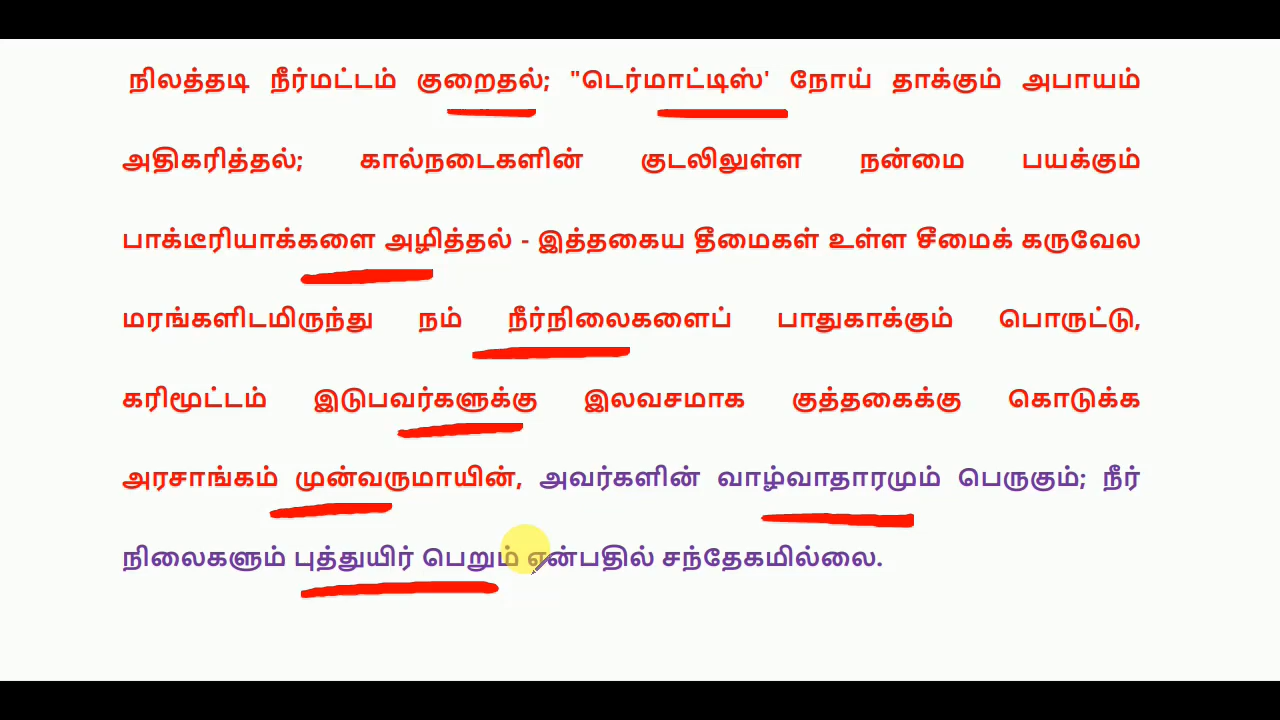 நிலத்தடி நீர்மட்டம் குறைதல்; "டெர்மாட்டிஸ்' நோய் தாக்கும் அபாயம்
அதிகரித்தல்; கால்நடைகளின் குடலிலுள்ள நன்மை பயக்கும்
பாக்டீரியாக்களை அழித்தல் - இத்தகைய தீமைகள் உள்ள சீமைக் கருவேல
மரங்களிடமிருந்து நம் நீர்நிலைகளைப் பாதுகாக்கும் பொருட்டு,
கரிமூட்டம் இடுபவர்களுக்கு இலவசமாக குத்தகைக்கு கொடுக்க
அரசாங்கம் முன்வருமாயின், அவர்களின் வாழ்வாதாரமும் பெருகும்; நீர்
நிலைகளும் புத்துயிர் பெறும் என்பதில் சந்தேகமில்லை.